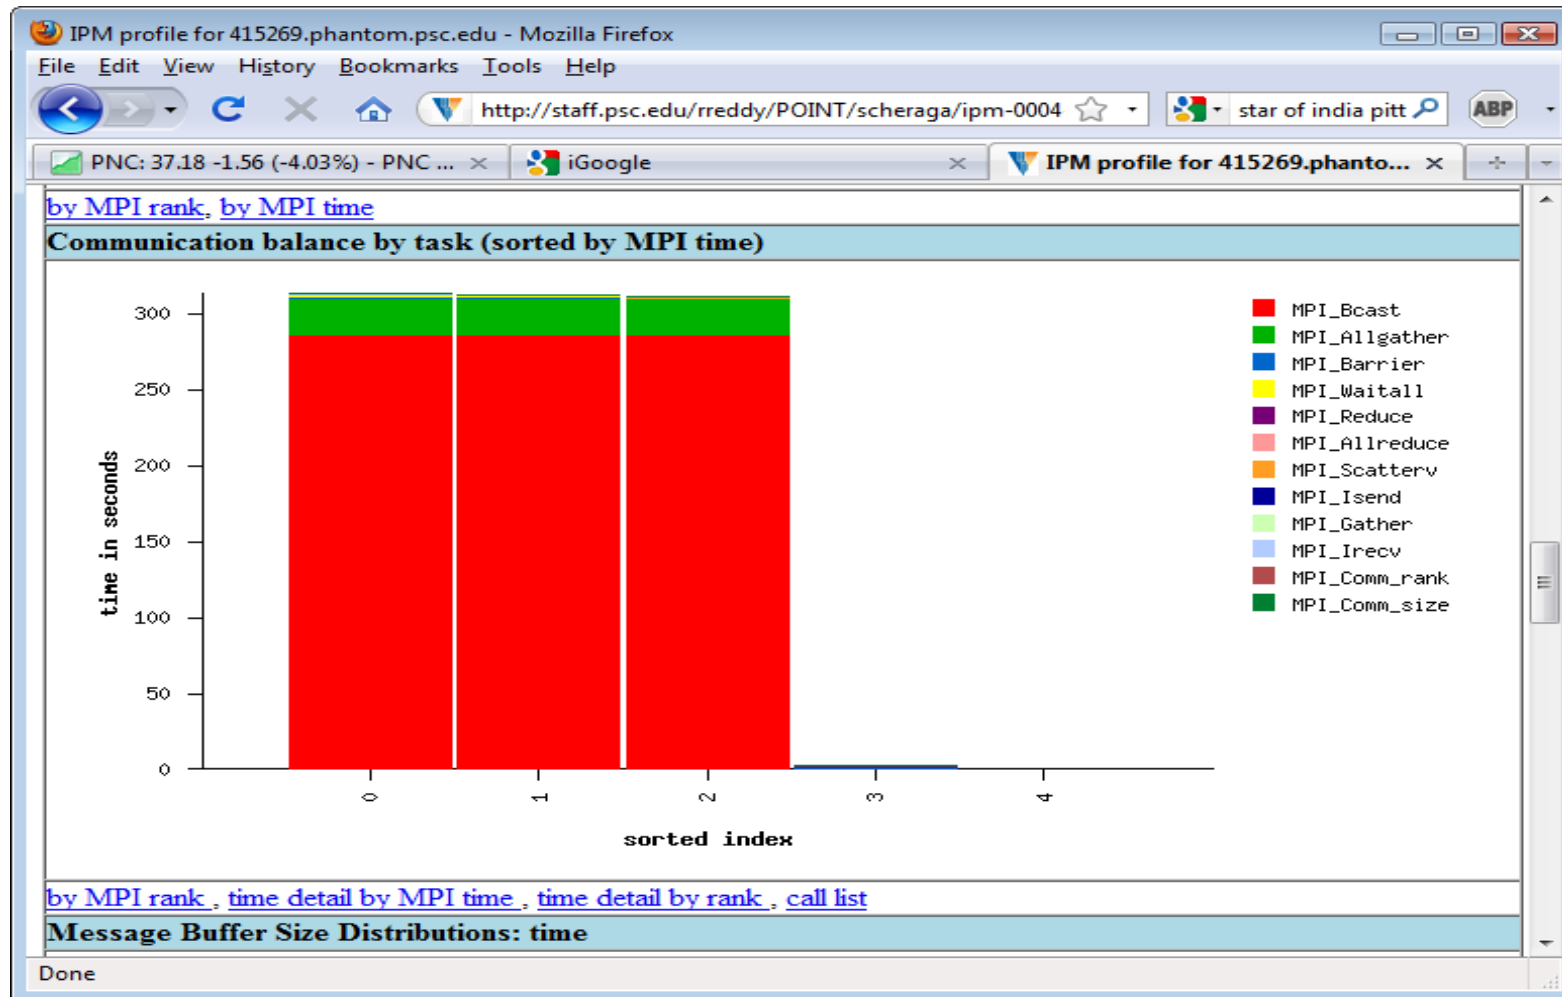 IPM profile for 415269.phantom.psc.edu - Mozilla Firefox
File Edit View History Bookmarks Tools Help
http://staff.psc.edu/rreddy/POINT/scheraga/ipm-0004
star of india pitt
ABP
PNC: 37.18 -1.56 (-4.03%) - PNC ...
iGoogle
IPM profile for 415269.phanto...
by MPI rank, by MPI time
Communication balance by task (sorted by MPI time)
300
250
200
150
100
50
0
time in seconds
0 1 2 3 4
sorted index
MPI_Bcast
MPI_Allgather
MPI_Barrier
MPI_Waitall
MPI_Reduce
MPI_Allreduce
MPI_Scatterv
MPI_Isend
MPI_Gather
MPI_Irecv
MPI_Comm_rank
MPI_Comm_size
by MPI rank , time detail by MPI time , time detail by rank , call list
Message Buffer Size Distributions: time
Done